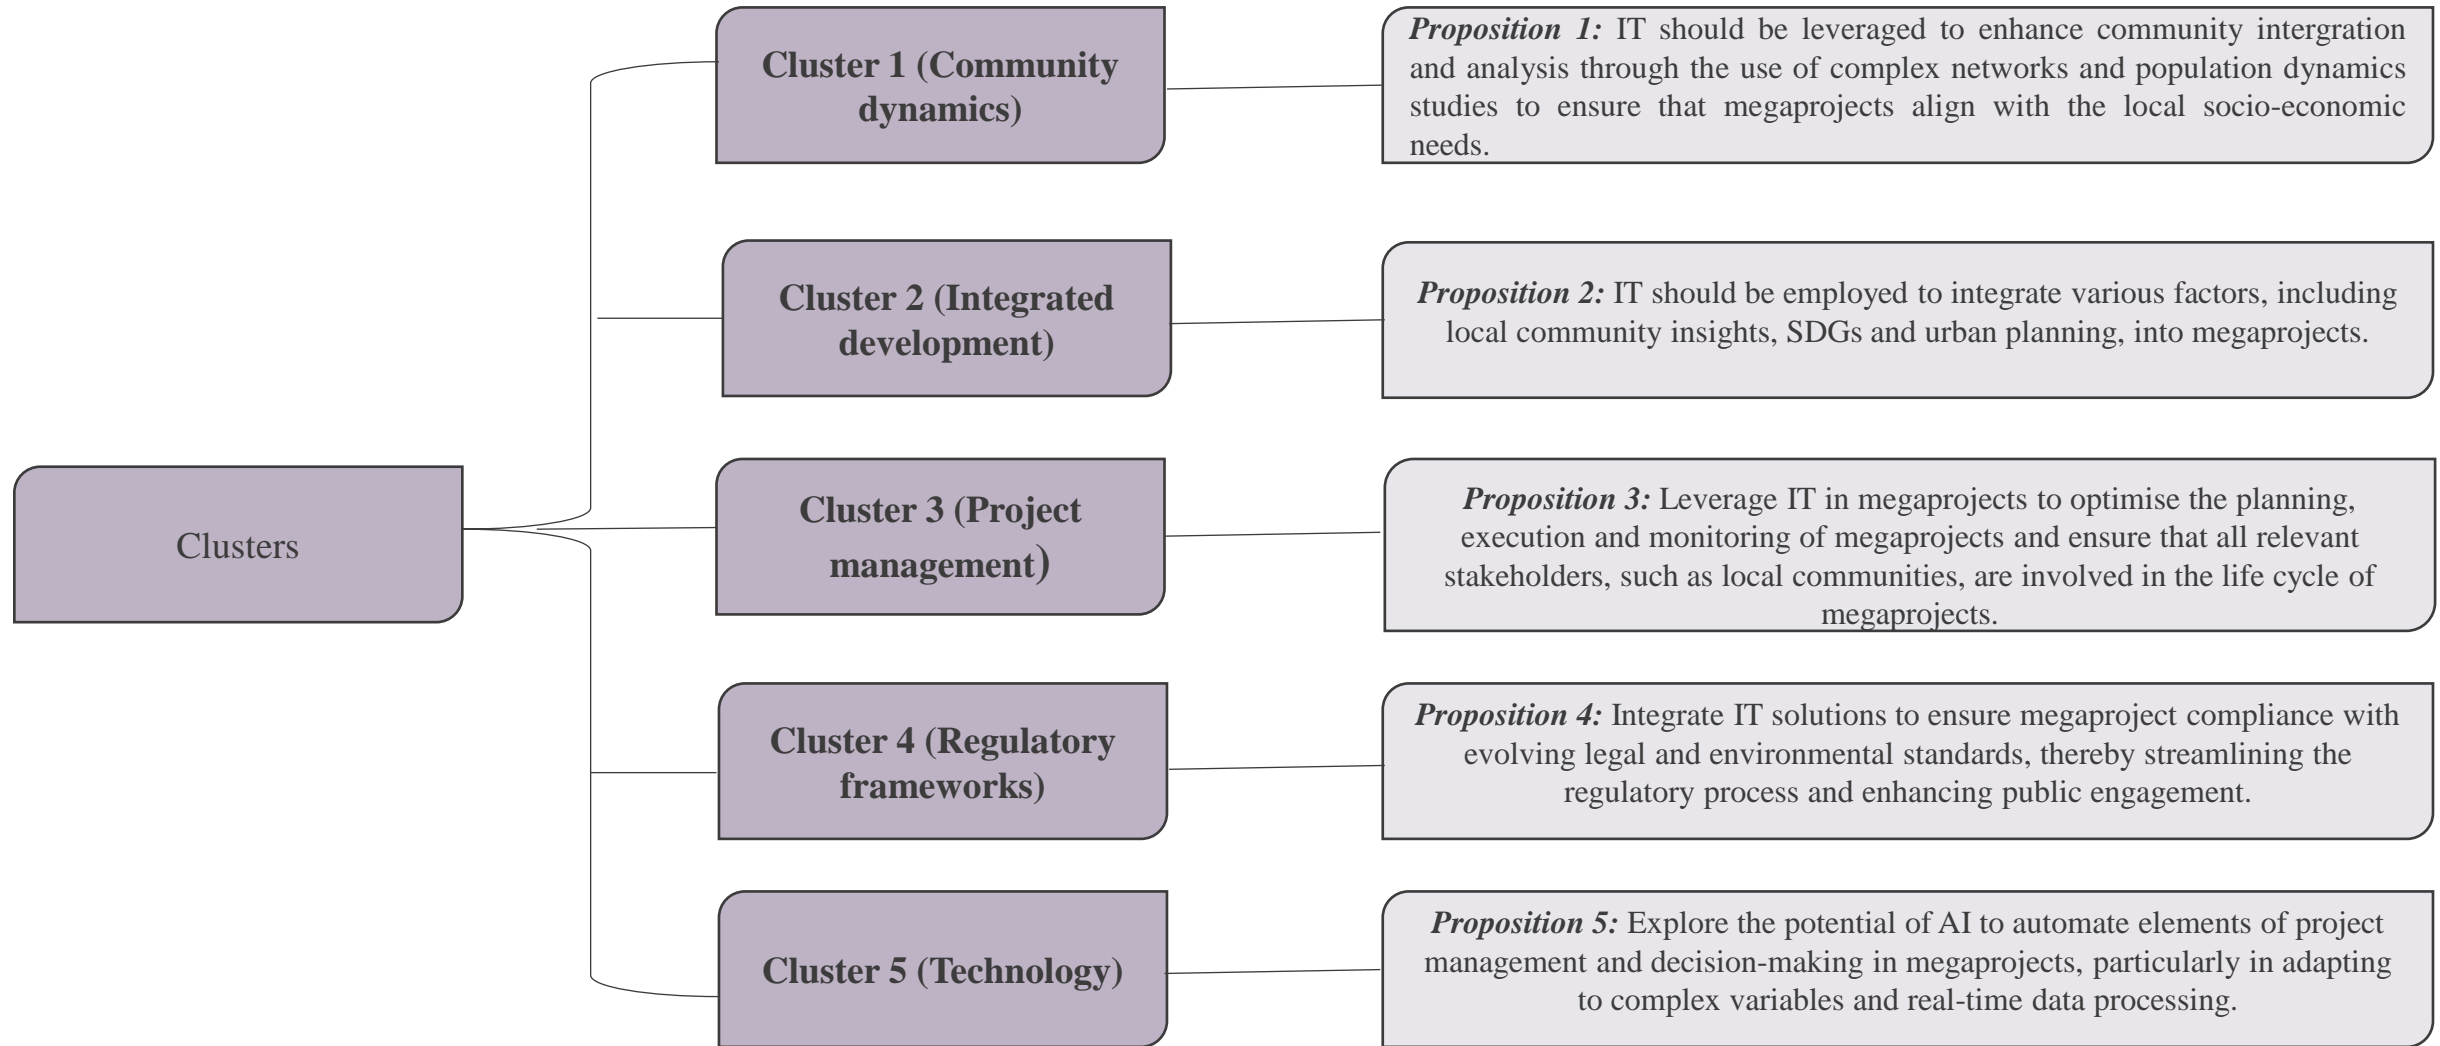 Cluster 1 (Community
dynamics)
Proposition 1: IT should be leveraged to enhance community intergration
and analysis through the use of complex networks and population dynamics
studies to ensure that megaprojects align with the local socio-economic
needs.
Cluster 2 (Integrated
development)
Proposition 2: IT should be employed to integrate various factors, including
local community insights, SDGs and urban planning, into megaprojects.
Clusters
Cluster 3 (Project
management)
Proposition 3: Leverage IT in megaprojects to optimise the planning,
execution and monitoring of megaprojects and ensure that all relevant
stakeholders, such as local communities, are involved in the life cycle of
megaprojects.
Cluster 4 (Regulatory
frameworks)
Proposition 4: Integrate IT solutions to ensure megaproject compliance with
evolving legal and environmental standards, thereby streamlining the
regulatory process and enhancing public engagement.
Cluster 5 (Technology)
Proposition 5: Explore the potential of AI to automate elements of project
management and decision-making in megaprojects, particularly in adapting
to complex variables and real-time data processing.